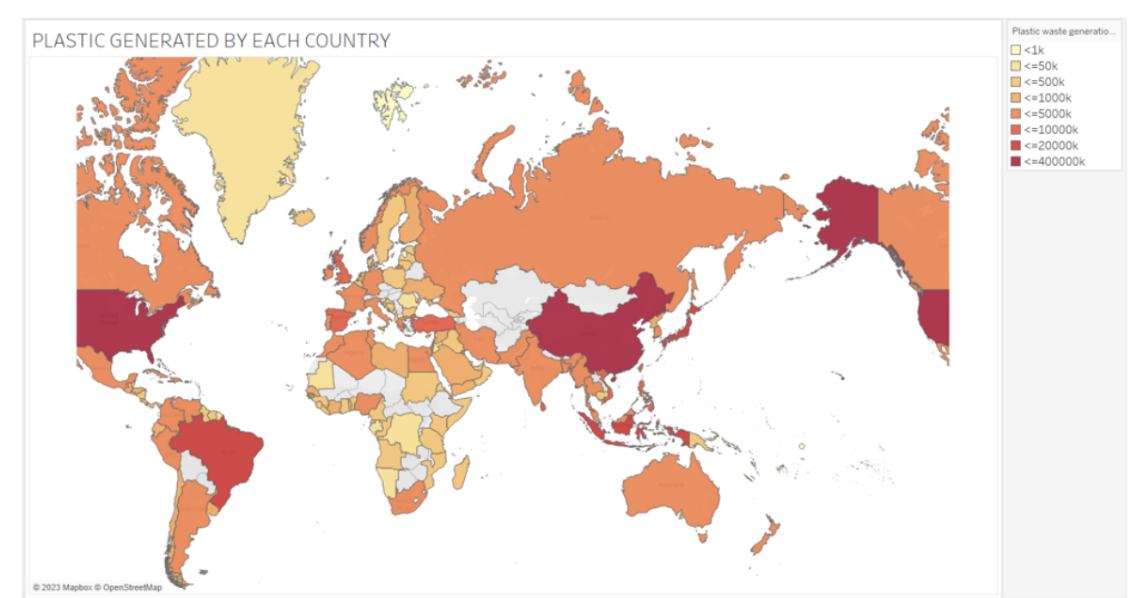 PLASTIC GENERATED BY EACH COUNTRY
Plastic waste generatio...
<1k
<=50k
<=500k
<=1000k
<=5000k
<=10000k
<=20000k
<=400000k
© 2023 Mapbox © OpenStreetMap